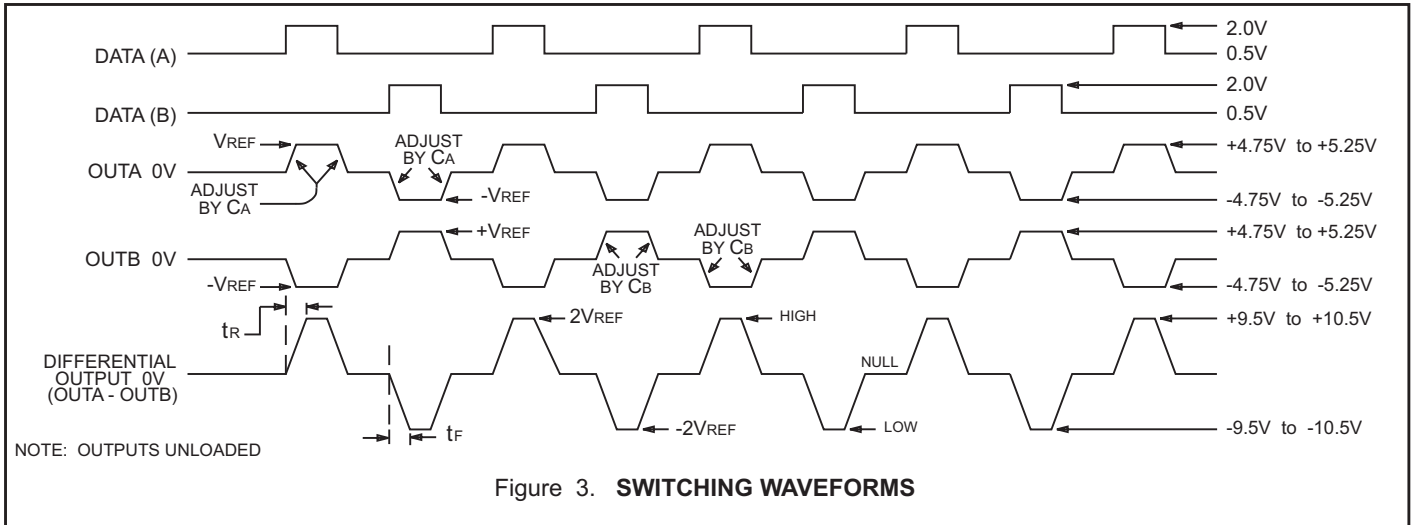 2.0V
DATA (A)
0.5V
2.0V
DATA (B)
0.5V
VREF
ADJUST
BY CA
+4.75V to +5.25V
OUTA 0V
ADJUST
BY CA
-VREF
-4.75V to -5.25V
+VREF
ADJUST
BY CB
+4.75V to +5.25V
OUTB 0V
ADJUST
BY CB
-VREF
-4.75V to -5.25V
tR
2VREF
HIGH
+9.5V to +10.5V
DIFFERENTIAL
OUTPUT 0V
(OUTA - OUTB)
NULL
tF
-2VREF
LOW
-9.5V to -10.5V
NOTE: OUTPUTS UNLOADED
Figure 3. SWITCHING WAVEFORMS